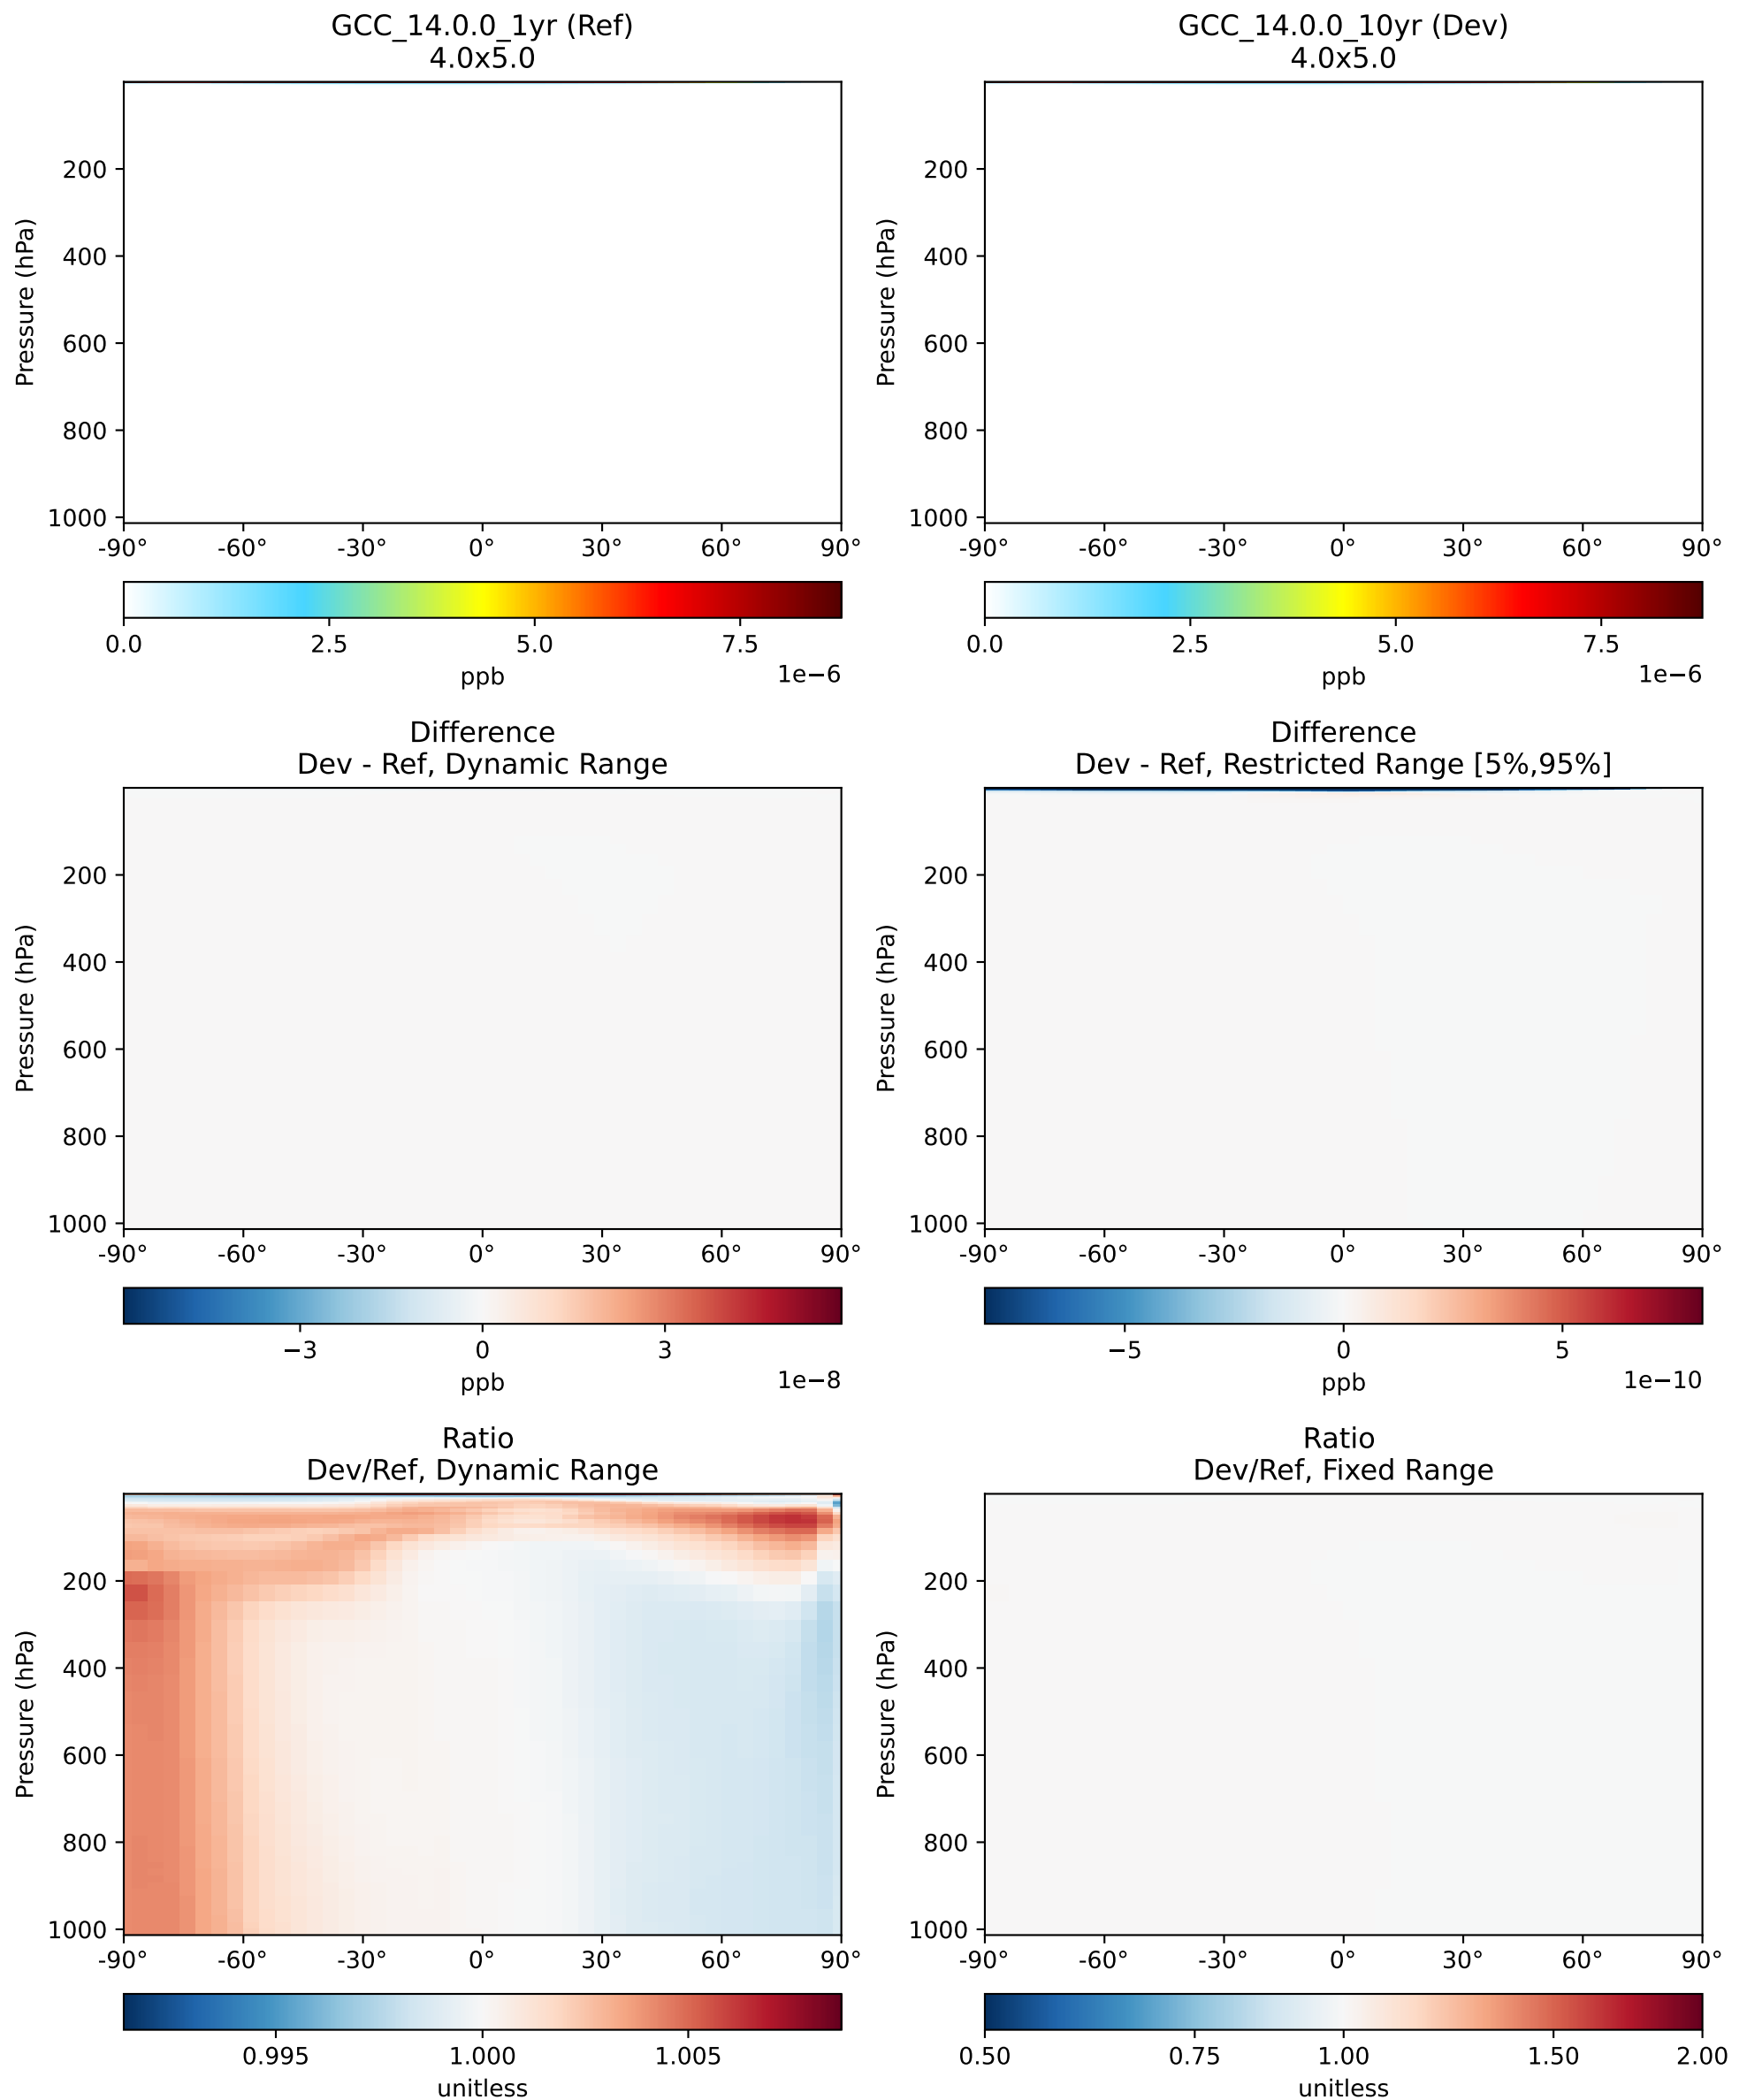 GCC_14.0.0_1yr (Ref)
4.0x5.0
Pressure (hPa)
200
400
600
800
1000
-90° -60° -30° 0° 30° 60° 90°
0.0 2.5 5.0 7.5
ppb
1e−6
GCC_14.0.0_10yr (Dev)
4.0x5.0
Pressure (hPa)
200
400
600
800
1000
-90° -60° -30° 0° 30° 60° 90°
0.0 2.5 5.0 7.5
ppb
1e−6
Difference
Dev - Ref, Dynamic Range
Pressure (hPa)
200
400
600
800
1000
-90° -60° -30° 0° 30° 60° 90°
−3 0 3
ppb
1e−8
Difference
Dev - Ref, Restricted Range [5%,95%]
Pressure (hPa)
200
400
600
800
1000
-90° -60° -30° 0° 30° 60° 90°
−5 0 5
ppb
1e−10
Ratio
Dev/Ref, Dynamic Range
Pressure (hPa)
200
400
600
800
1000
-90° -60° -30° 0° 30° 60° 90°
0.995 1.000 1.005
unitless
Ratio
Dev/Ref, Fixed Range
Pressure (hPa)
200
400
600
800
1000
-90° -60° -30° 0° 30° 60° 90°
0.50 0.75 1.00 1.50 2.00
unitless